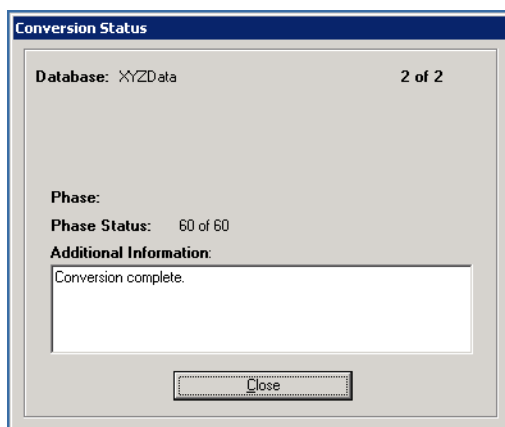 Conversion Status
Database: XYZData 2 of 2
Phase:
Phase Status: 60 of 60
Additional Information:
Conversion complete.
Close